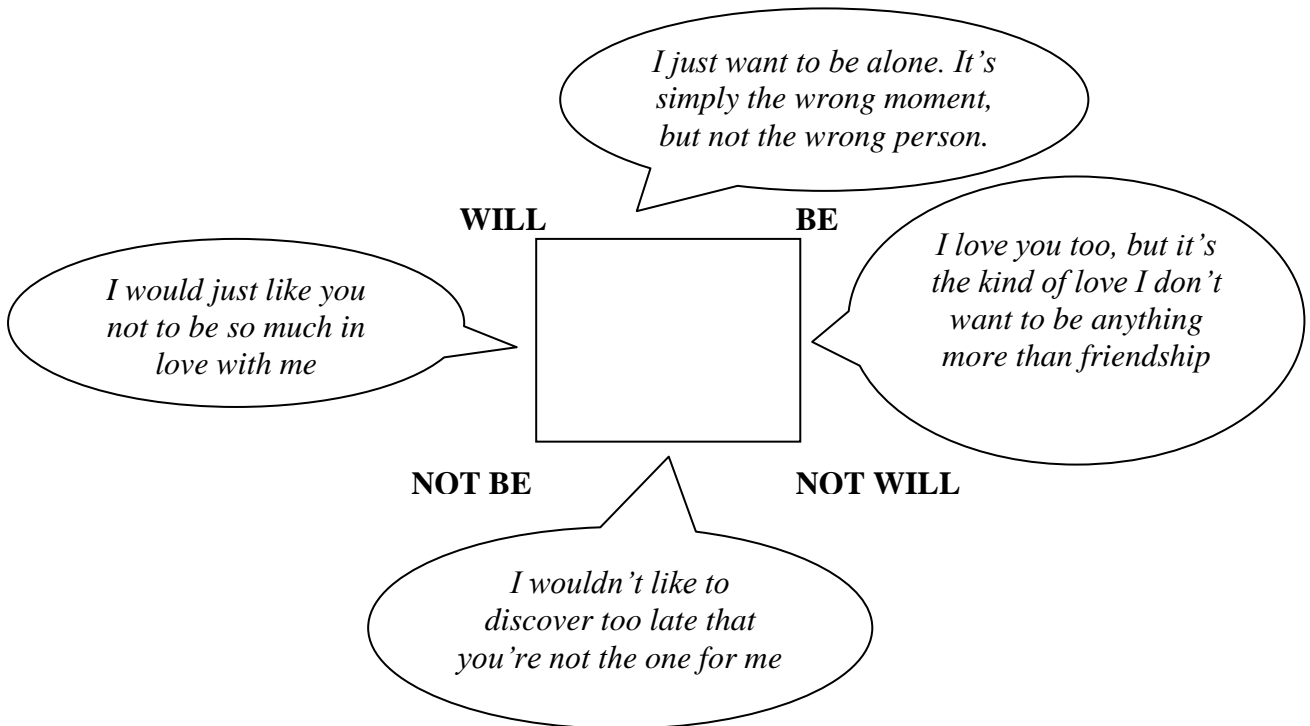 I just want to be alone. It’s
simply the wrong moment,
but not the wrong person.
WILL
BE
I love you too, but it’s
the kind of love I don’t
want to be anything
more than friendship
I would just like you
not to be so much in
love with me
NOT BE
NOT WILL
I wouldn’t like to
discover too late that
you’re not the one for me